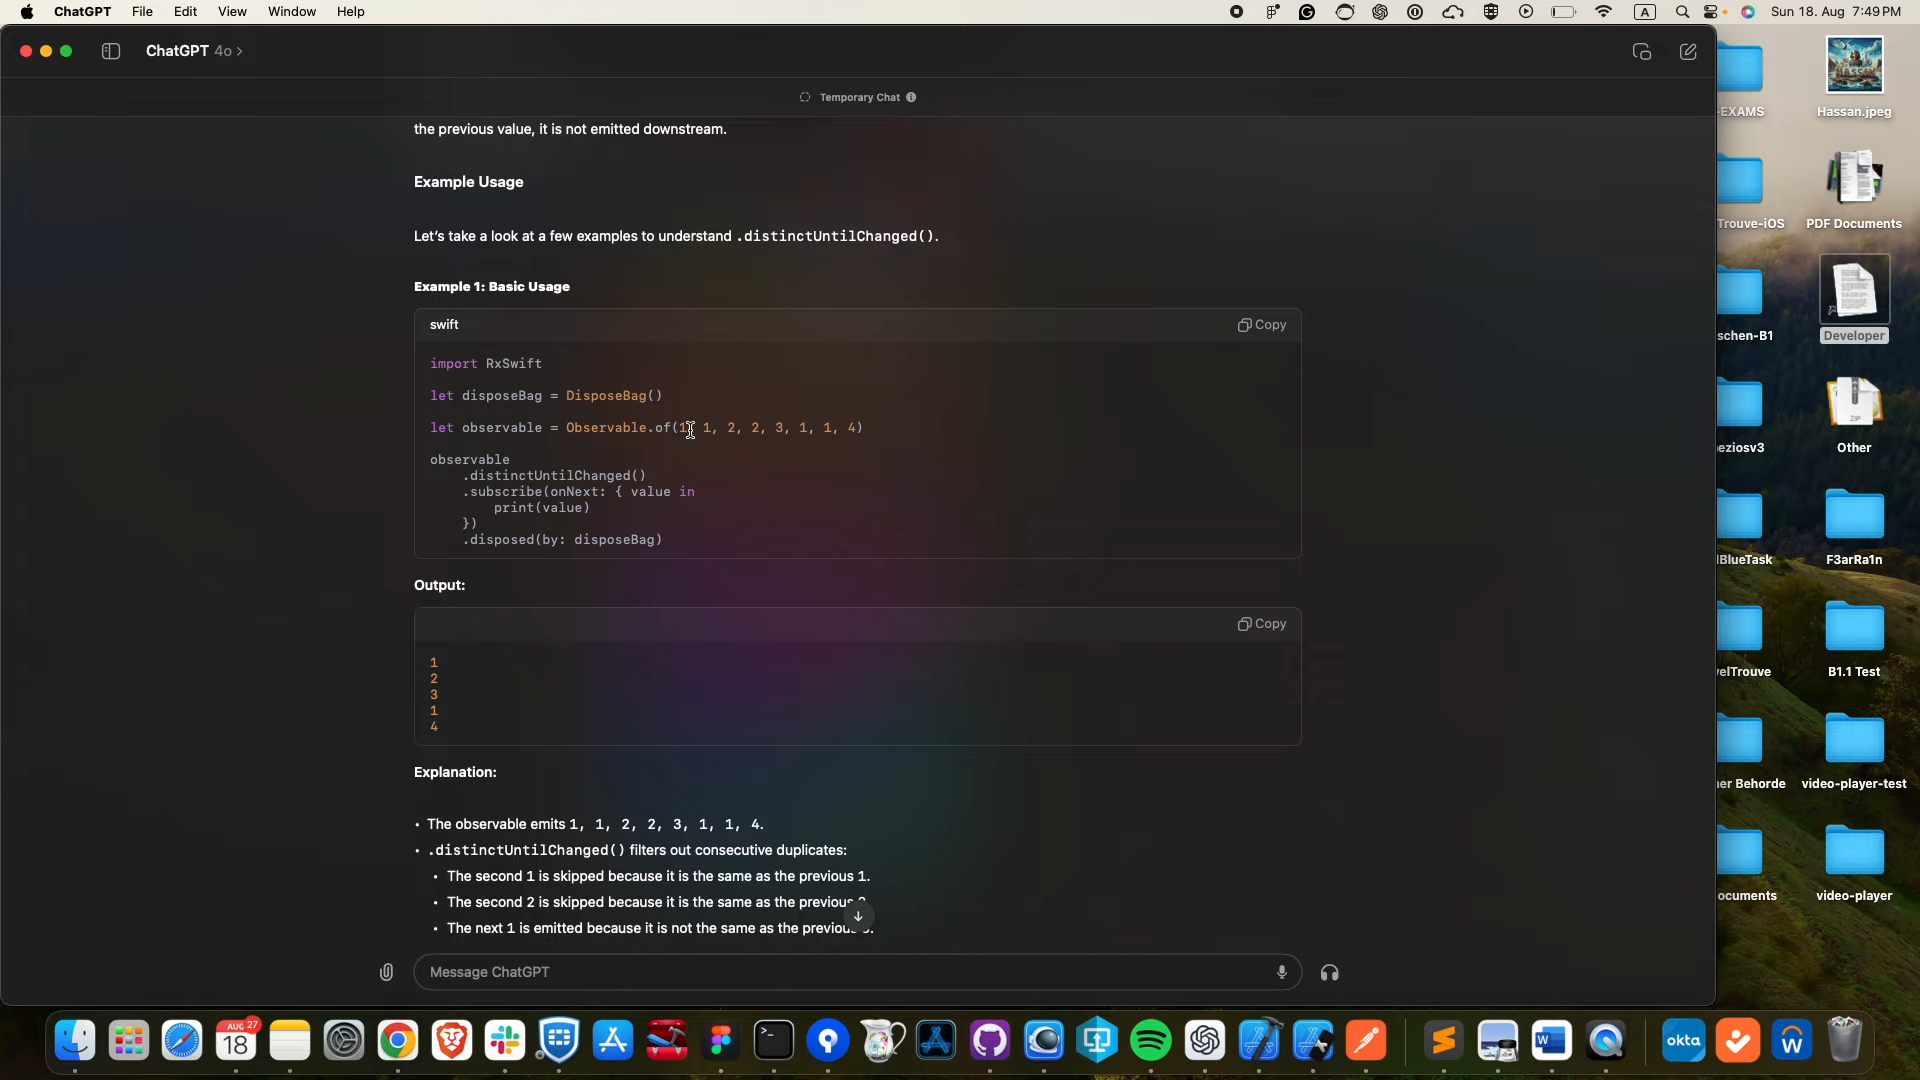 ChatGPT File Edit View Window Help
A
Sun 18. Aug 7:49 PM
ChatGPT 4o >
Temporary Chat
the previous value, it is not emitted downstream.
Example Usage
Let's take a look at a few examples to understand .distinctUntilChanged().
Example 1: Basic Usage
swift
Copy
import RxSwift
let disposeBag = DisposeBag()
let observable = Observable.of(1, 1, 2, 2, 3, 1, 1, 4)
observable
.distinctUntilChanged()
.subscribe(onNext: { value in
print(value)
})
.disposed(by: disposeBag)
Output:
Copy
1
2
3
1
4
Explanation:
• The observable emits 1, 1, 2, 2, 3, 1, 1, 4.
• .distinctUntilChanged() filters out consecutive duplicates:
• The second 1 is skipped because it is the same as the previous 1.
• The second 2 is skipped because it is the same as the previous
• The next 1 is emitted because it is not the same as the previous
Message ChatGPT
-EXAMS
Hassan.jpeg
HASSAN
Trouve-iOS
PDF Documents
schen-B1
Developer
eziosv3
ZIP
Other
lBlueTask
F3arRa1n
velTrouve
B1.1 Test
er Behorde
video-player-test
ocuments
video-player
AUG 27
18
okta